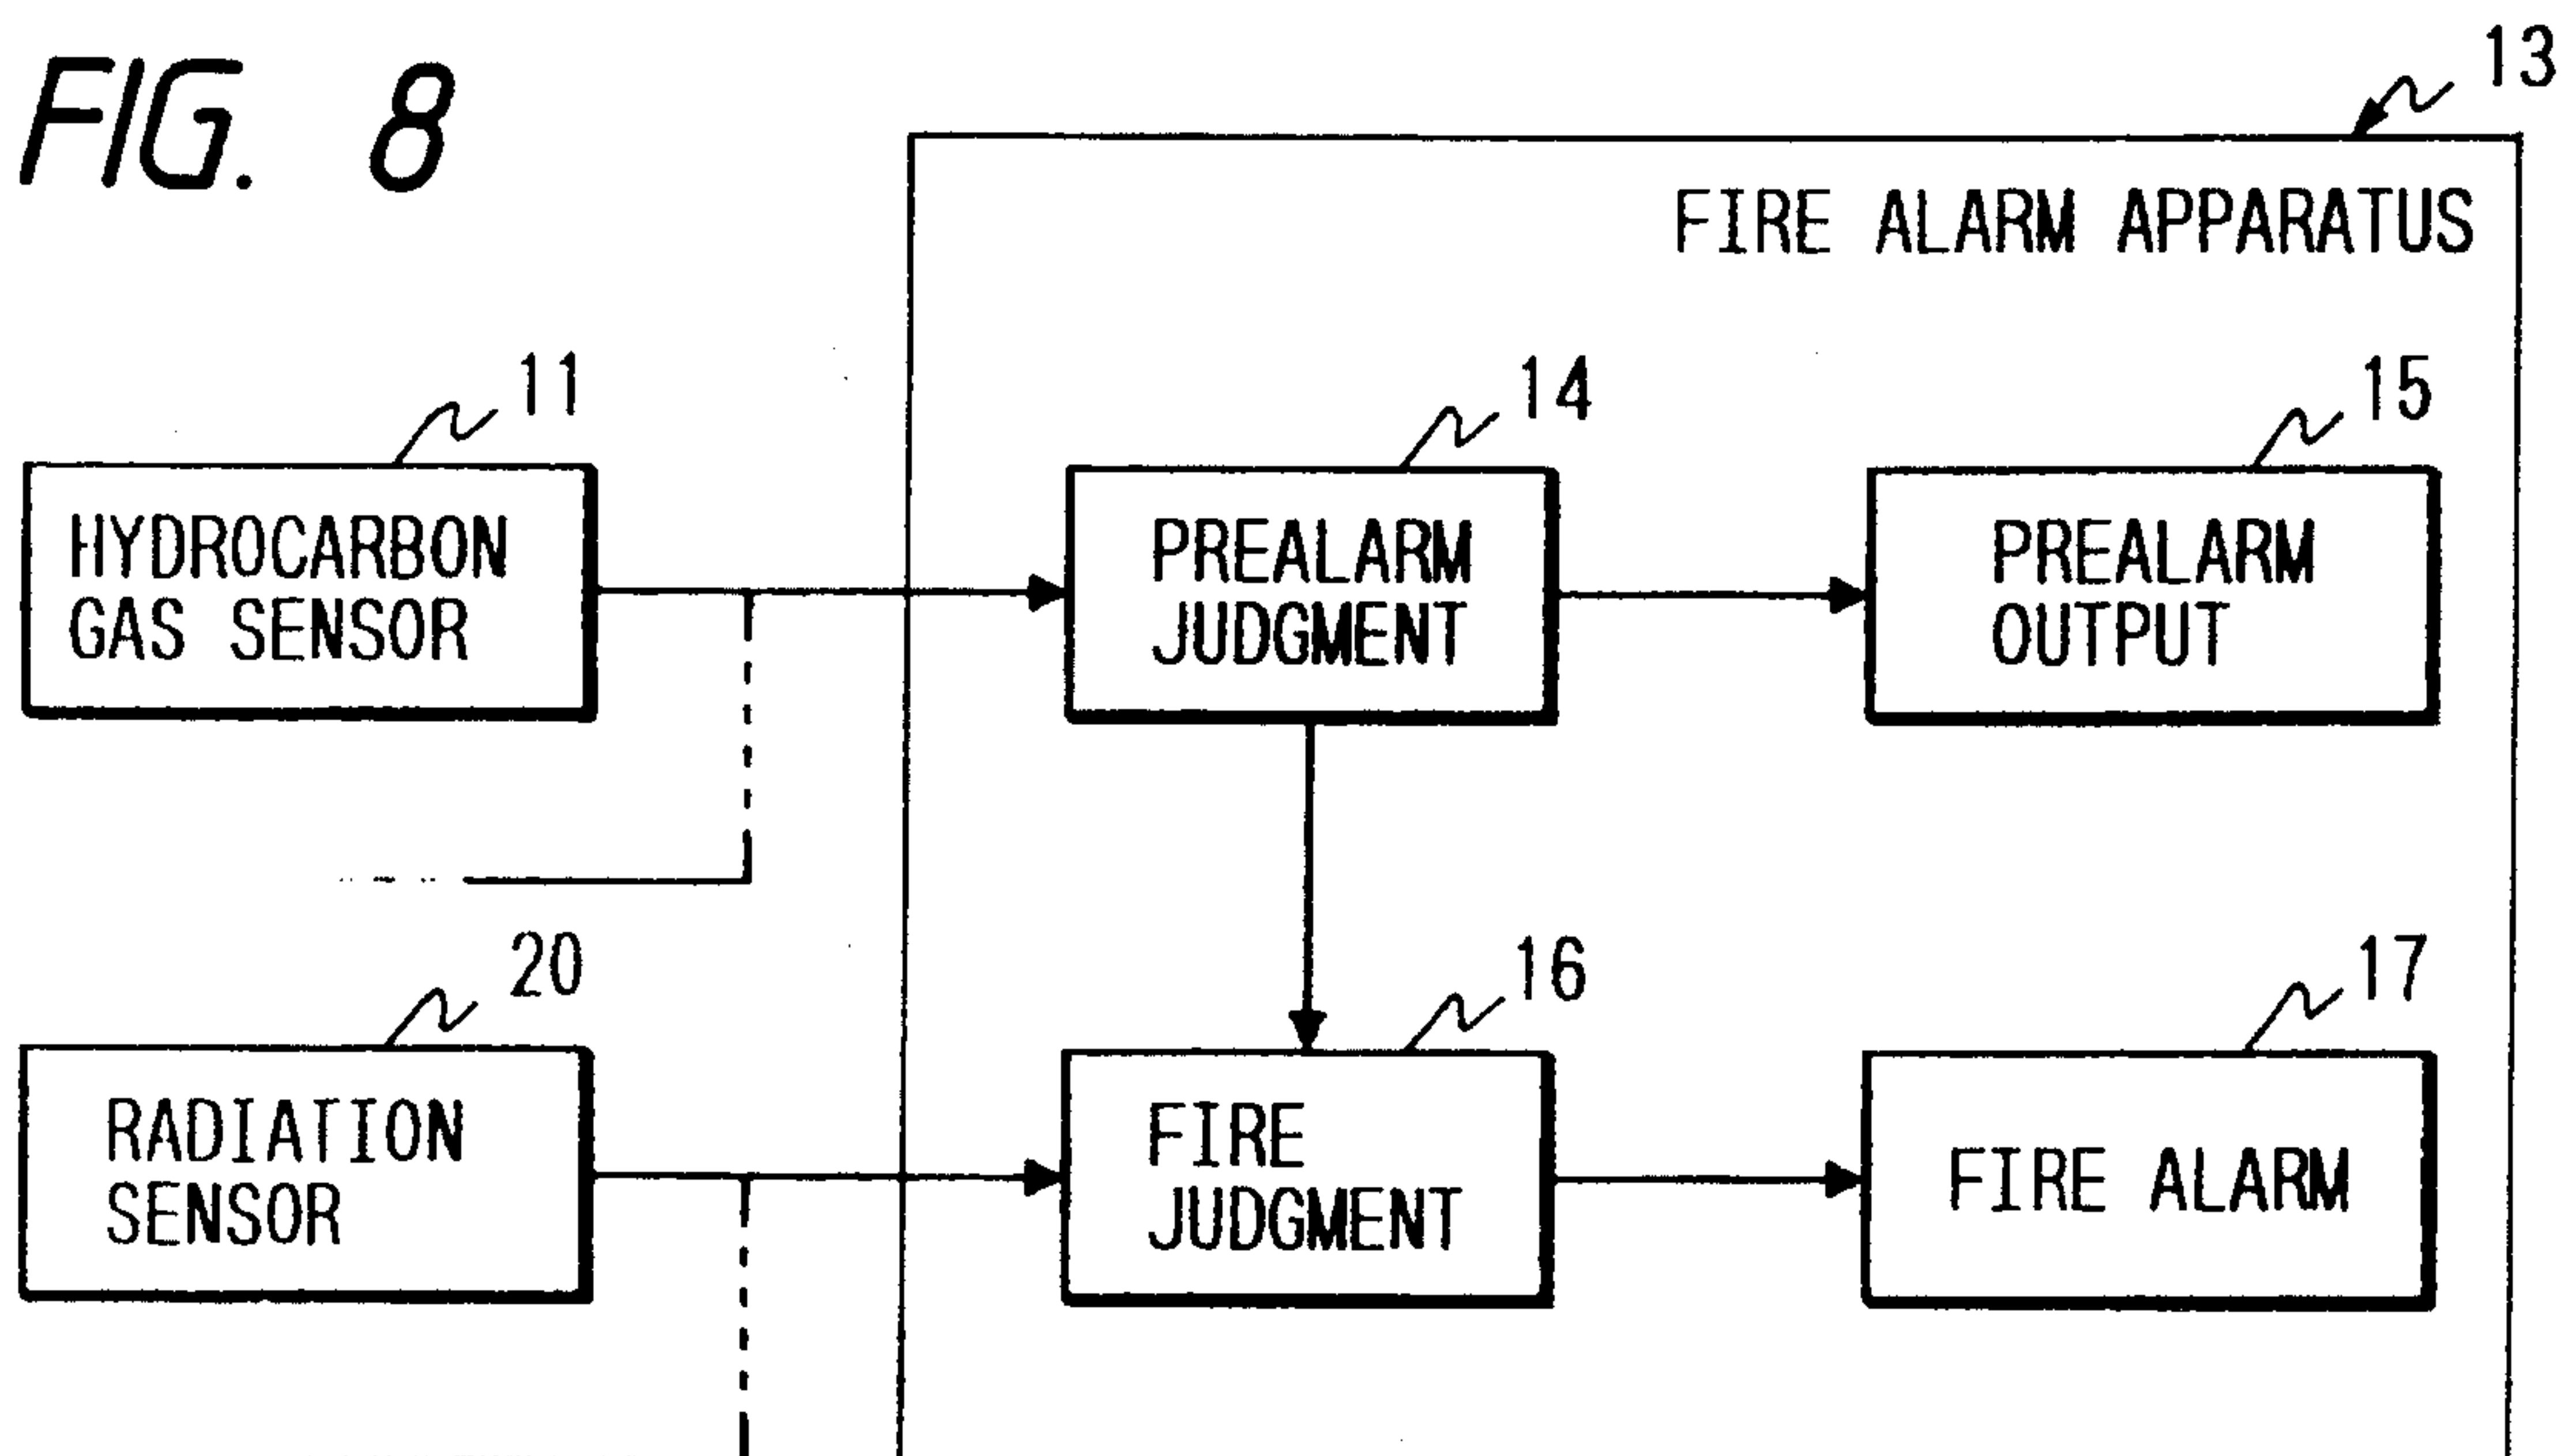 FIG. 8
13
FIRE ALARM APPARATUS
11
14
15
HYDROCARBON
GAS SENSOR
PREALARM
JUDGMENT
PREALARM
OUTPUT
20
16
17
RADIATION
SENSOR
FIRE
JUDGMENT
FIRE ALARM